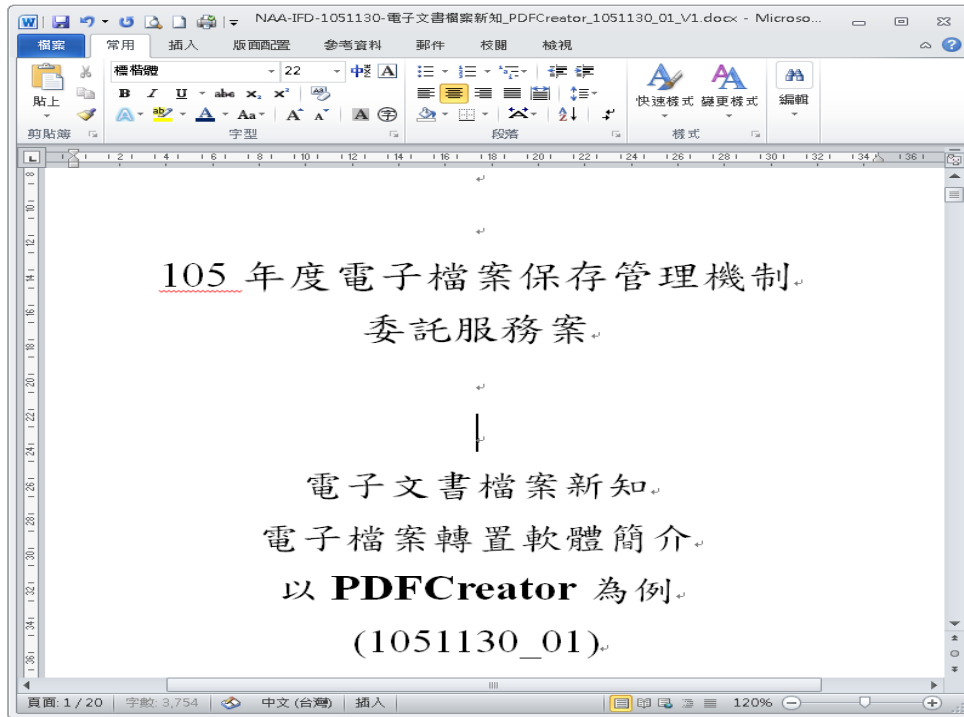 NAA-IFD-1051130-電子文書檔案新知_PDFCreator_1051130_01_V1.docx - Microso...
檔案 常用 插入 版面配置 參考資料 郵件 校閱 檢視
標楷體 22
貼上 快速樣式 變更樣式 編輯
剪貼簿 字型 段落 樣式
105 年度電子檔案保存管理機制
委託服務案
電子文書檔案新知
電子檔案轉置軟體簡介
以 PDFCreator 為例
(1051130_01)
頁面: 1 / 20 字數: 3,754 中文 (台灣) 插入 120%